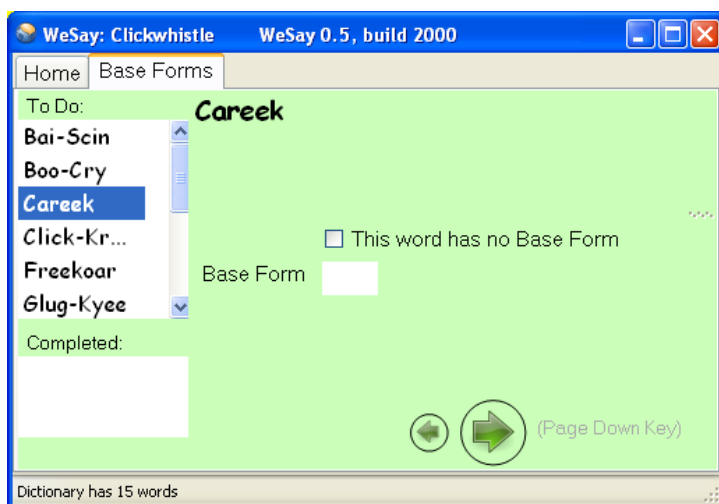 WeSay: Clickwhistle WeSay 0.5, build 2000
Home Base Forms
To Do:
Bai-Scin
Boo-Cry
Careek
Click-Kr...
Freekoar
Glug-Kyee
Completed:
Careek
This word has no Base Form
Base Form
(Page Down Key)
Dictionary has 15 words